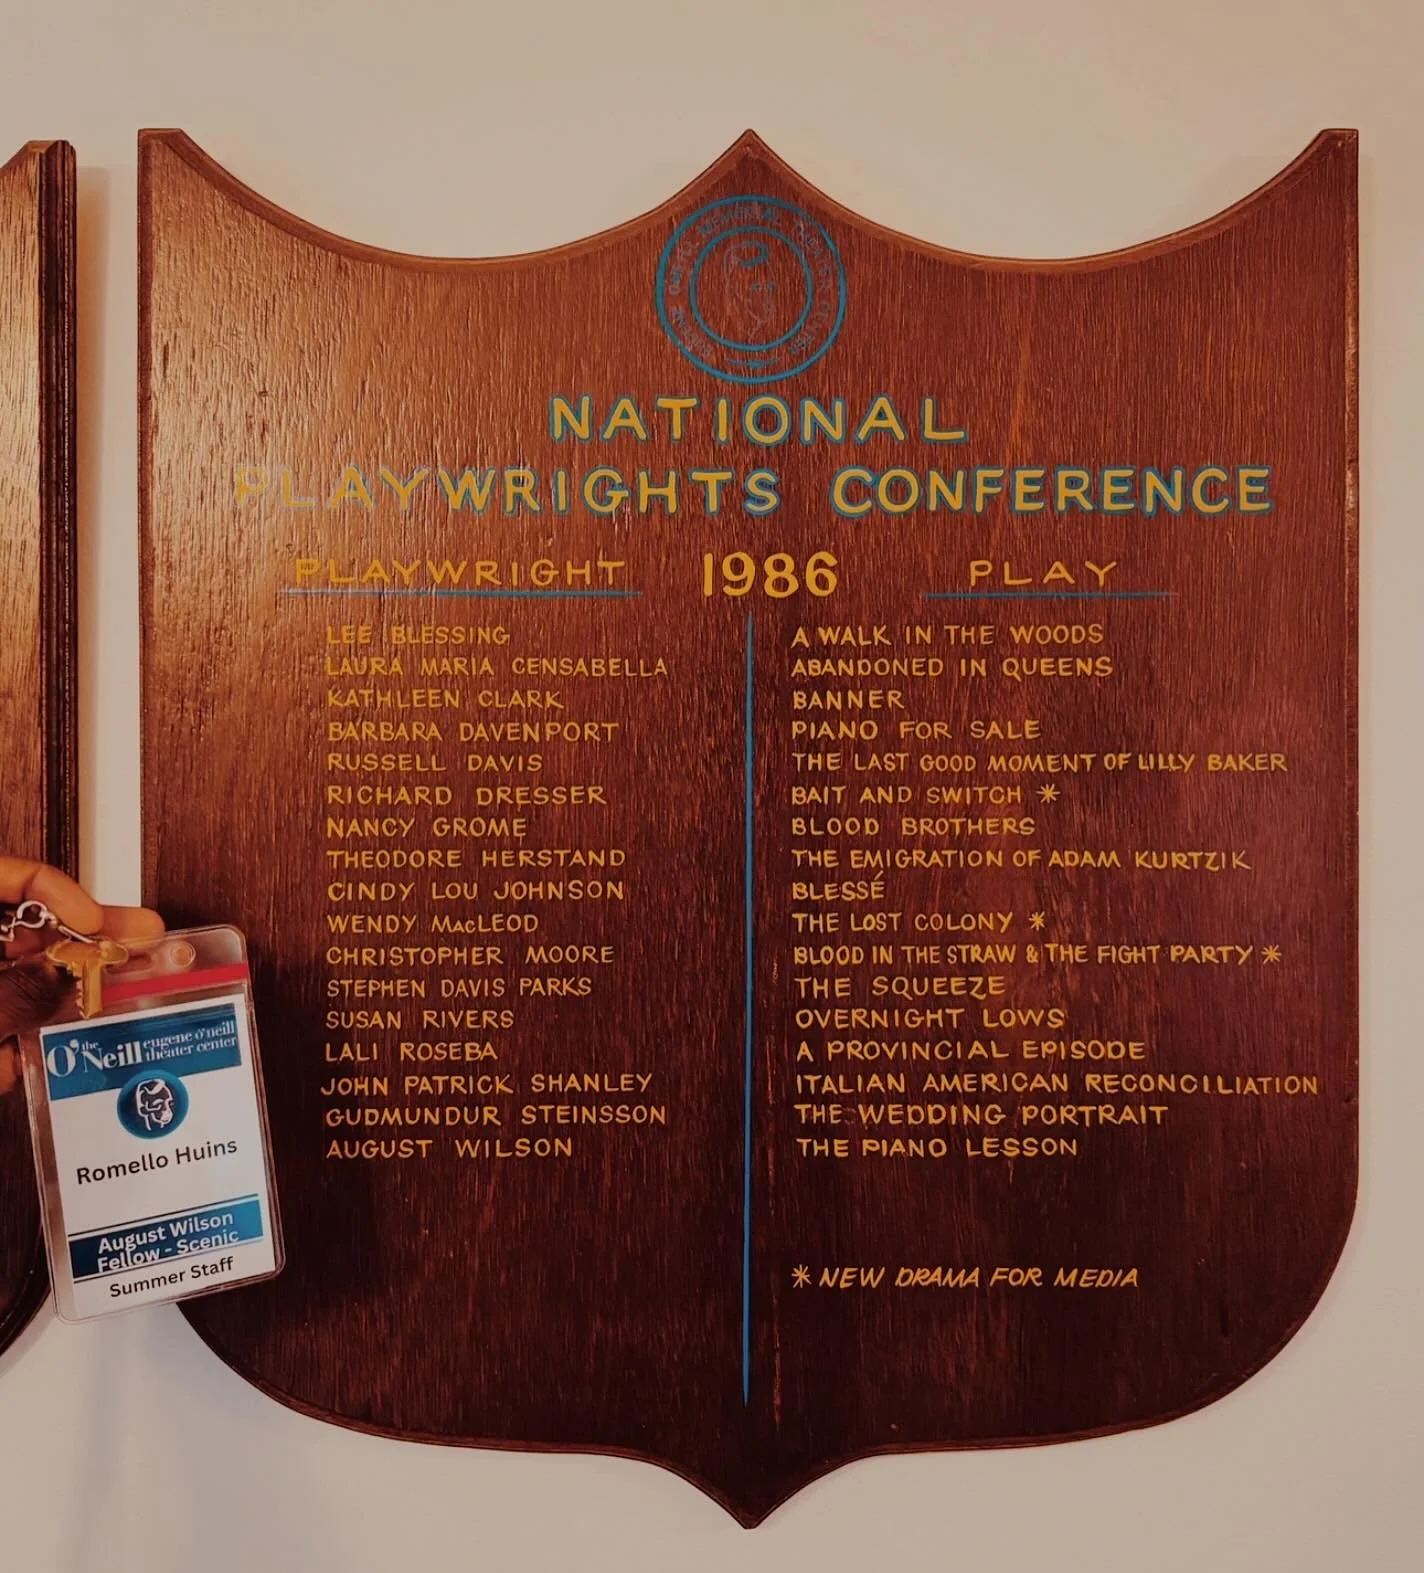 EUGENE O'NEILL MEMORIAL THEATER CENTER
NATIONAL
PLAYWRIGHTS CONFERENCE
PLAYWRIGHT 1986 PLAY
LEE BLESSING A WALK IN THE WOODS
LAURA MARIA CENSABELLA ABANDONED IN QUEENS
KATHLEEN CLARK BANNER
BARBARA DAVENPORT PIANO FOR SALE
RUSSELL DAVIS THE LAST GOOD MOMENT OF LILLY BAKER
RICHARD DRESSER BAIT AND SWITCH *
NANCY GROME BLOOD BROTHERS
THEODORE HERSTAND THE EMIGRATION OF ADAM KURTZIK
CINDY LOU JOHNSON BLESSÉ
WENDY MacLEOD THE LOST COLONY *
CHRISTOPHER MOORE BLOOD IN THE STRAW & THE FIGHT PARTY *
STEPHEN DAVIS PARKS THE SQUEEZE
SUSAN RIVERS OVERNIGHT LOWS
LALI ROSEBA A PROVINCIAL EPISODE
JOHN PATRICK SHANLEY ITALIAN AMERICAN RECONCILIATION
GUDMUNDUR STEINSSON THE WEDDING PORTRAIT
AUGUST WILSON THE PIANO LESSON
* NEW DRAMA FOR MEDIA
the O'Neill eugene o'neill
theater center
Romello Huins
August Wilson
Fellow - Scenic
Summer Staff